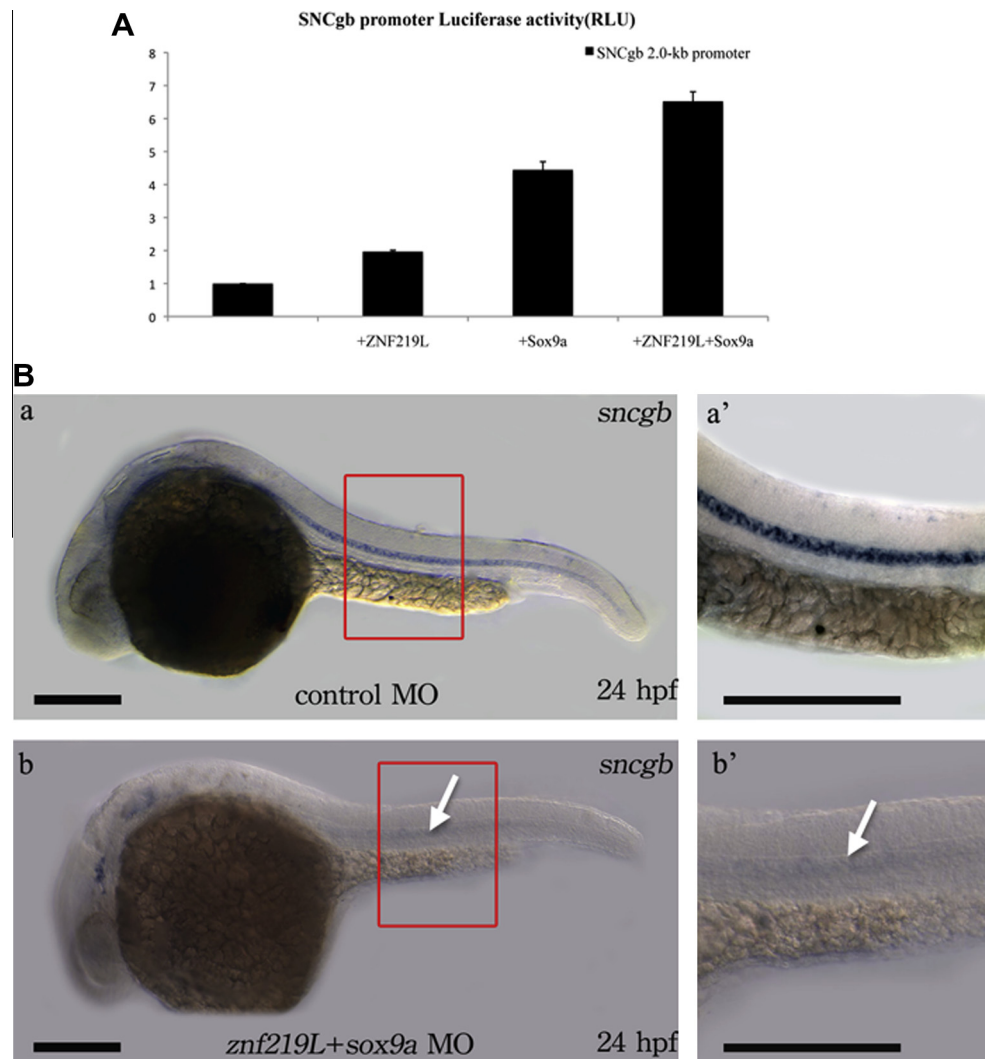 A
SNCgb promoter Luciferase activity(RLU)
SNCgb 2.0-kb promoter
8
7
6
5
4
3
2
1
0
+ZNF219L
+Sox9a
+ZNF219L+Sox9a
B
a
sncgb
control MO
24 hpf
a’
b
sncgb
znf219L+sox9a MO
24 hpf
b’